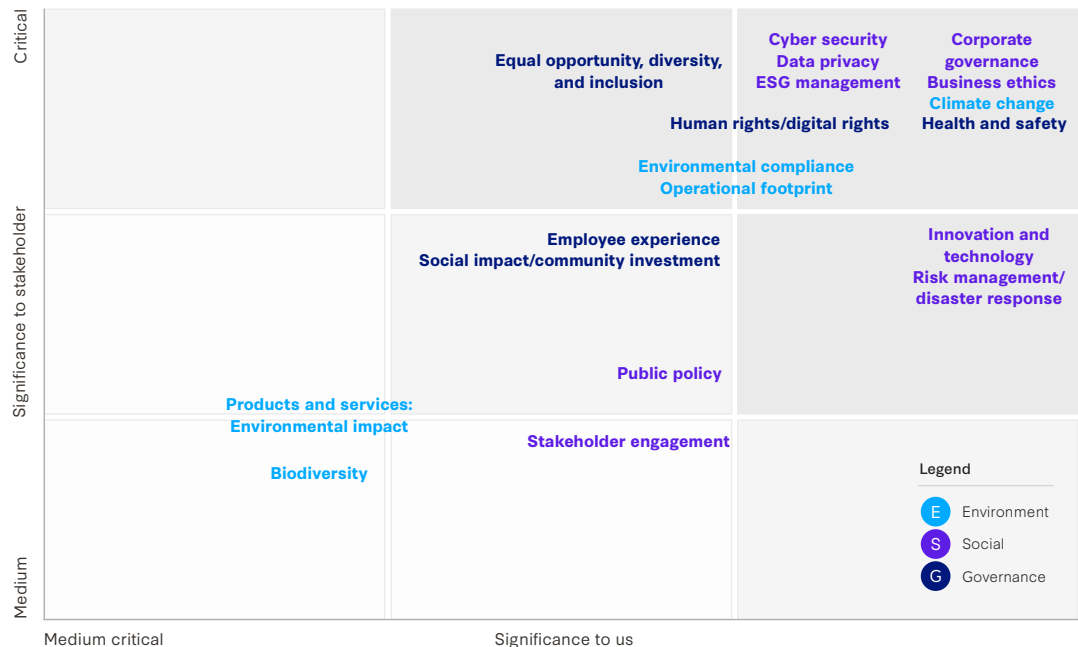 Critical
Significance to stakeholder
Medium
Equal opportunity, diversity,
and inclusion
Cyber security
Data privacy
ESG management
Corporate
governance
Business ethics
Climate change
Health and safety
Human rights/digital rights
Environmental compliance
Operational footprint
Employee experience
Social impact/community investment
Innovation and
technology
Risk management/
disaster response
Public policy
Products and services:
Environmental impact
Stakeholder engagement
Biodiversity
Legend
E Environment
S Social
G Governance
Medium critical
Significance to us